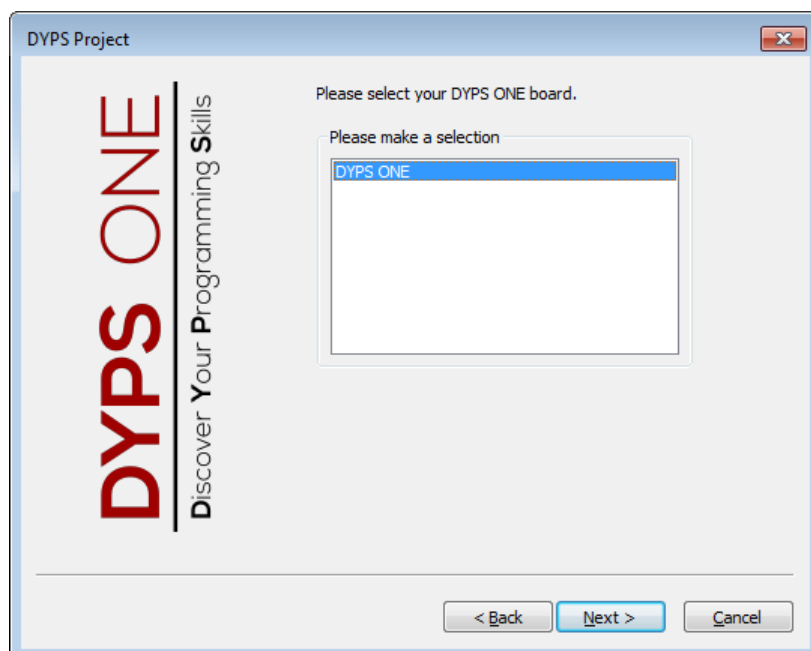 DYPS Project
DYPS ONE
Discover Your Programming Skills
Please select your DYPS ONE board.
Please make a selection
DYPS ONE
< Back
Next >
Cancel